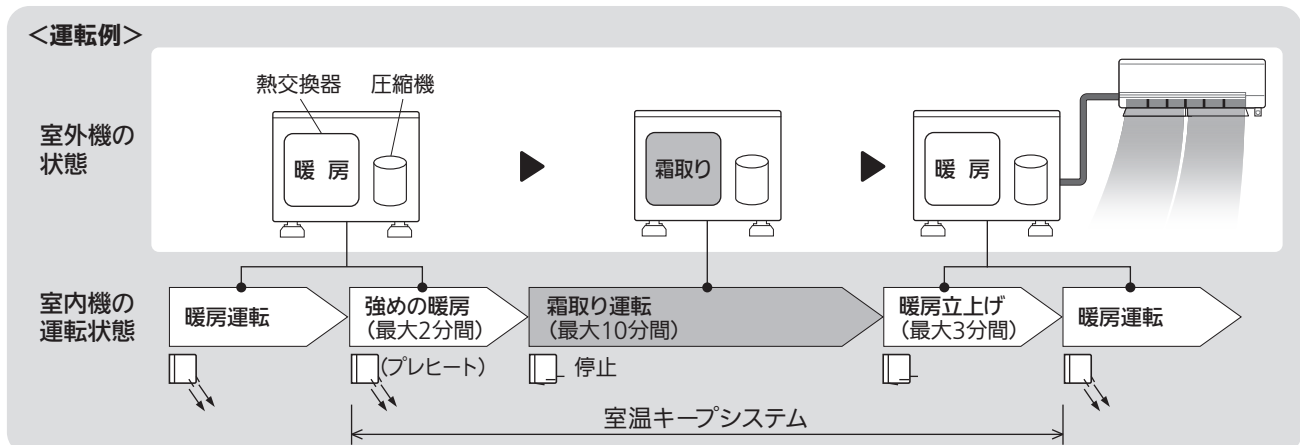 ＜運転例＞
熱交換器
圧縮機
室外機の
状態
暖 房
霜取り
暖 房
室内機の
運転状態
暖房運転
強めの暖房
（最大2分間）
霜取り運転
（最大10分間）
暖房立上げ
（最大3分間）
暖房運転
（プレヒート）
停止
室温キープシステム